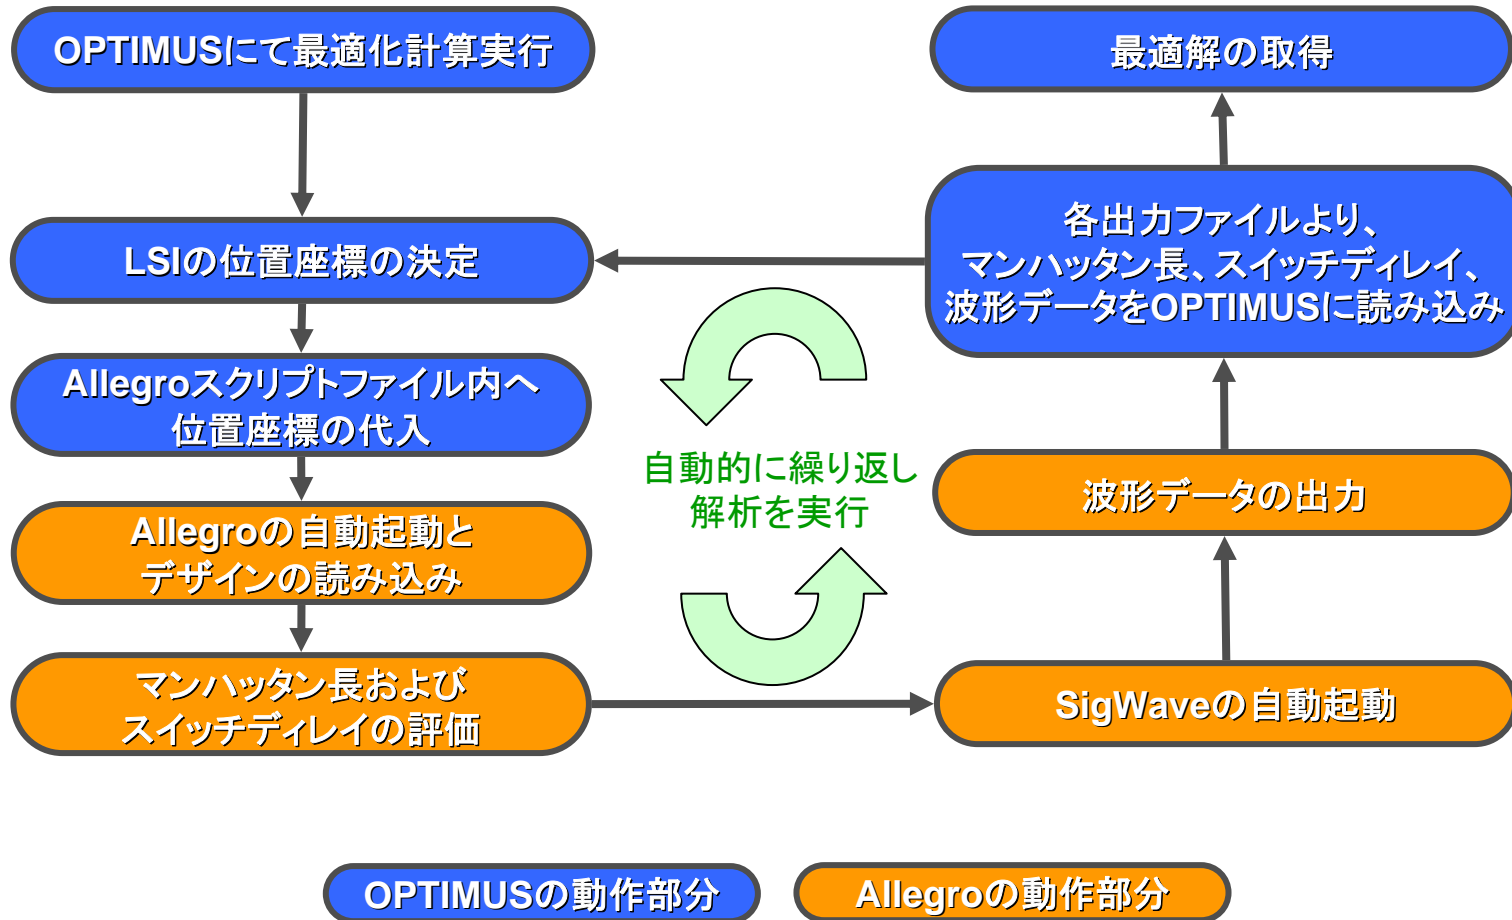 OPTIMUSにて最適化計算実行
LSIの位置座標の決定
Allegroスクリプトファイル内へ
位置座標の代入
Allegroの自動起動と
デザインの読み込み
マンハッタン長および
スイッチディレイの評価
自動的に繰り返し
解析を実行
最適解の取得
各出力ファイルより、
マンハッタン長、スイッチディレイ、
波形データをOPTIMUSに読み込み
波形データの出力
SigWaveの自動起動
OPTIMUSの動作部分
Allegroの動作部分